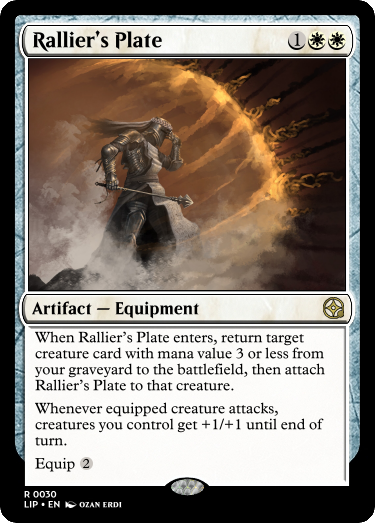 Rallier's Plate 1
Artifact — Equipment
When Rallier's Plate enters, return target
creature card with mana value 3 or less from
your graveyard to the battlefield, then attach
Rallier's Plate to that creature.
Whenever equipped creature attacks,
creatures you control get +1/+1 until end of
turn.
Equip 2
R 0030
LIP • EN OZAN ERDI